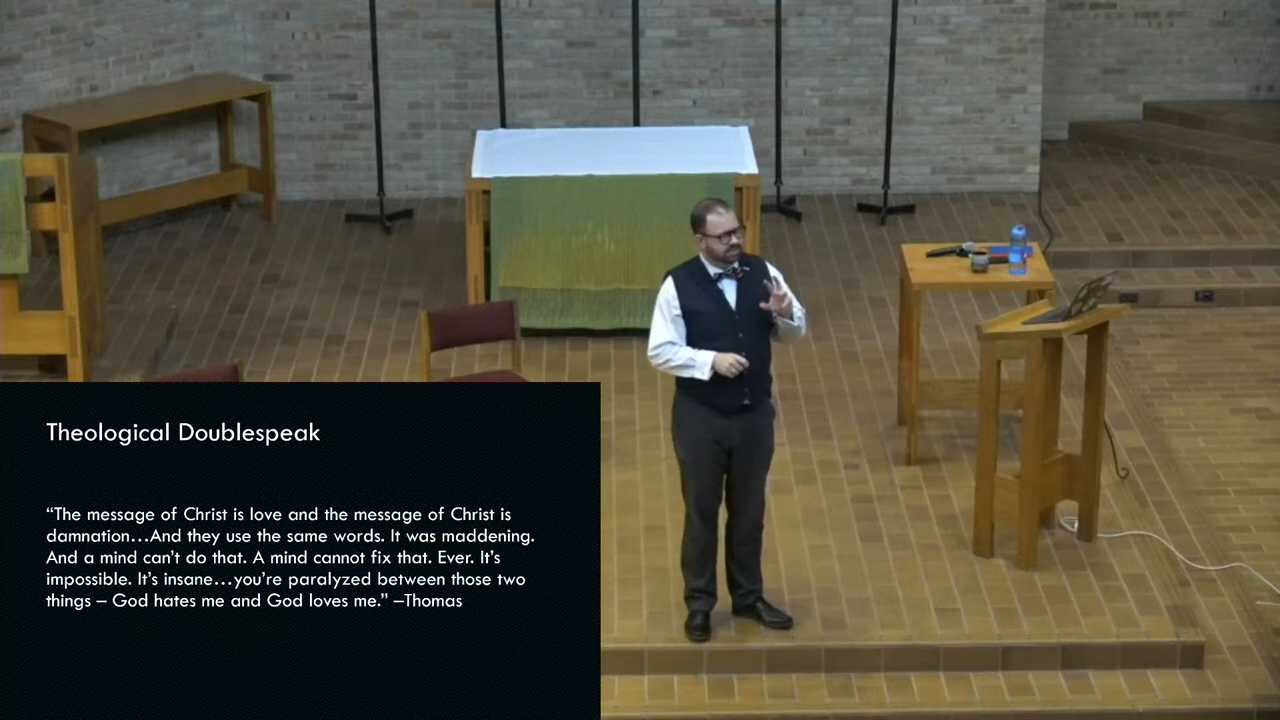 Theological Doublespeak
“The message of Christ is love and the message of Christ is
damnation…And they use the same words. It was maddening.
And a mind can’t do that. A mind cannot fix that. Ever. It’s
impossible. It’s insane…you’re paralyzed between those two
things – God hates me and God loves me.” –Thomas